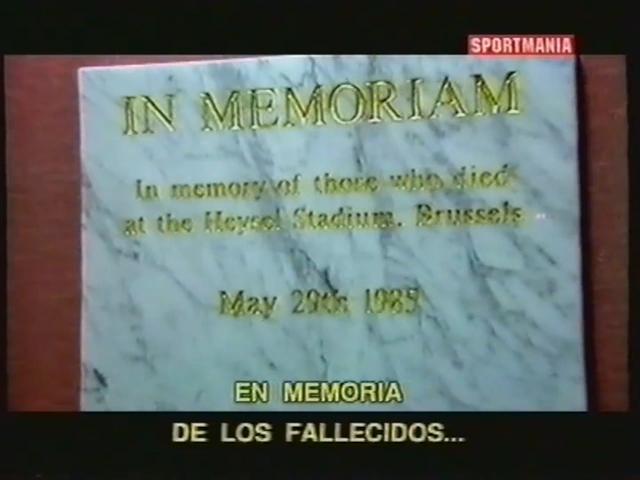 SPORTMANIA
IN MEMORIAM
In memory of those who died
at the Heysel Stadium. Brussels
May 29th 1985
EN MEMORIA
DE LOS FALLECIDOS...